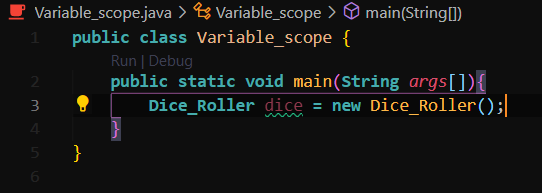 Variable_scope.java > Variable_scope > main(String[])
1 public class Variable_scope {
Run | Debug
2 public static void main(String args[]){
3 Dice_Roller dice = new Dice_Roller();
4 }
5 }
6